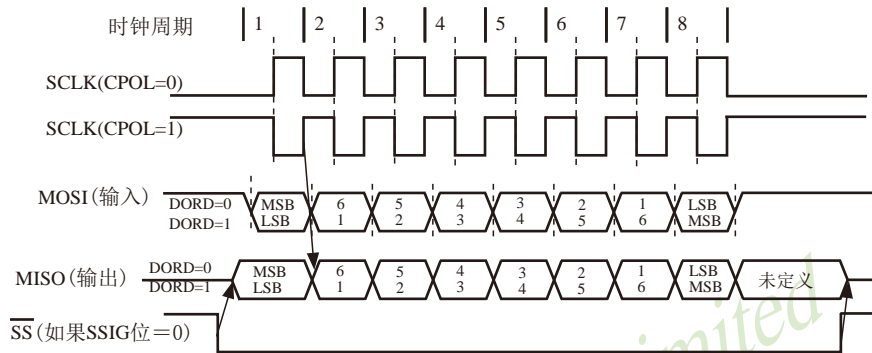 时钟周期 1 2 3 4 5 6 7 8
SCLK(CPOL=0)
SCLK(CPOL=1)
MOSI(输入) DORD=0 MSB 6 5 4 3 2 1 LSB
DORD=1 LSB 1 2 3 4 5 6 MSB
MISO(输出) DORD=0 MSB 6 5 4 3 2 1 LSB 未定义
DORD=1 LSB 1 2 3 4 5 6 MSB
SS(如果SSIG位=0)
imited